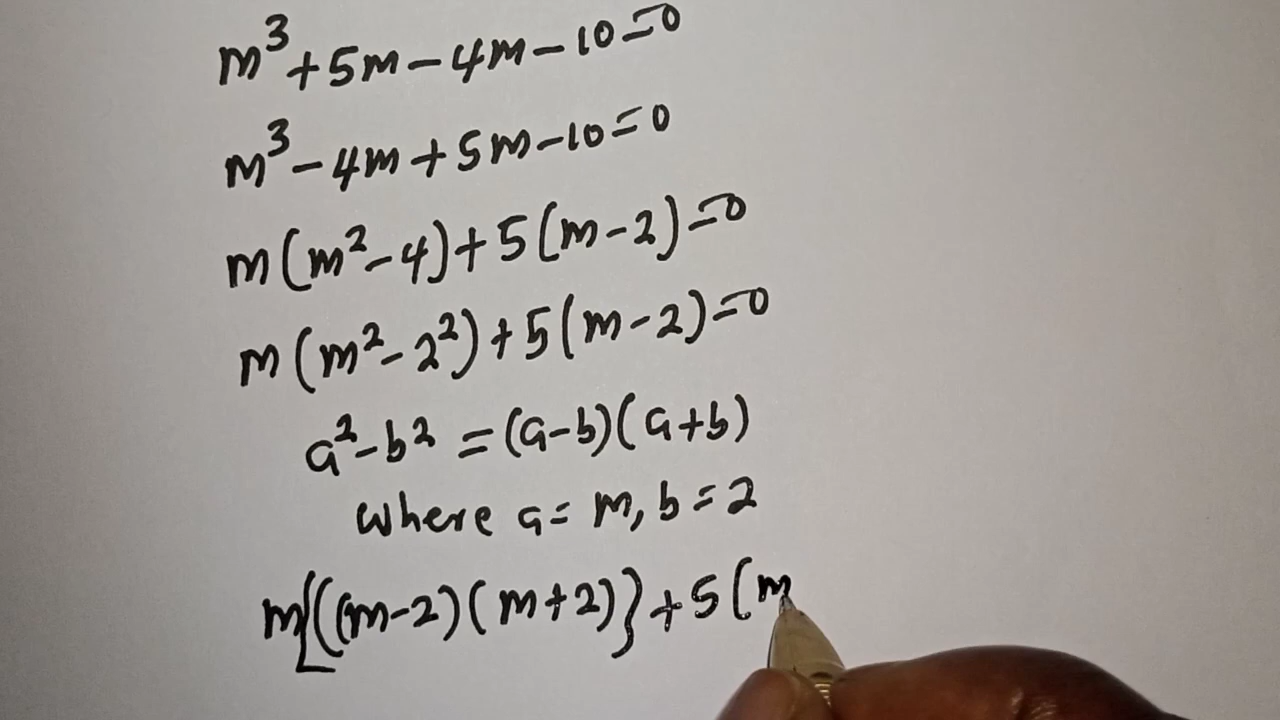 m³+5m-4m-10=0
m³-4m+5m-10=0
m(m²-4)+5(m-2)=0
m(m²-2²)+5(m-2)=0
a²-b²=(a-b)(a+b)
where a=m, b=2
m[((m-2)(m+2)}+5(m